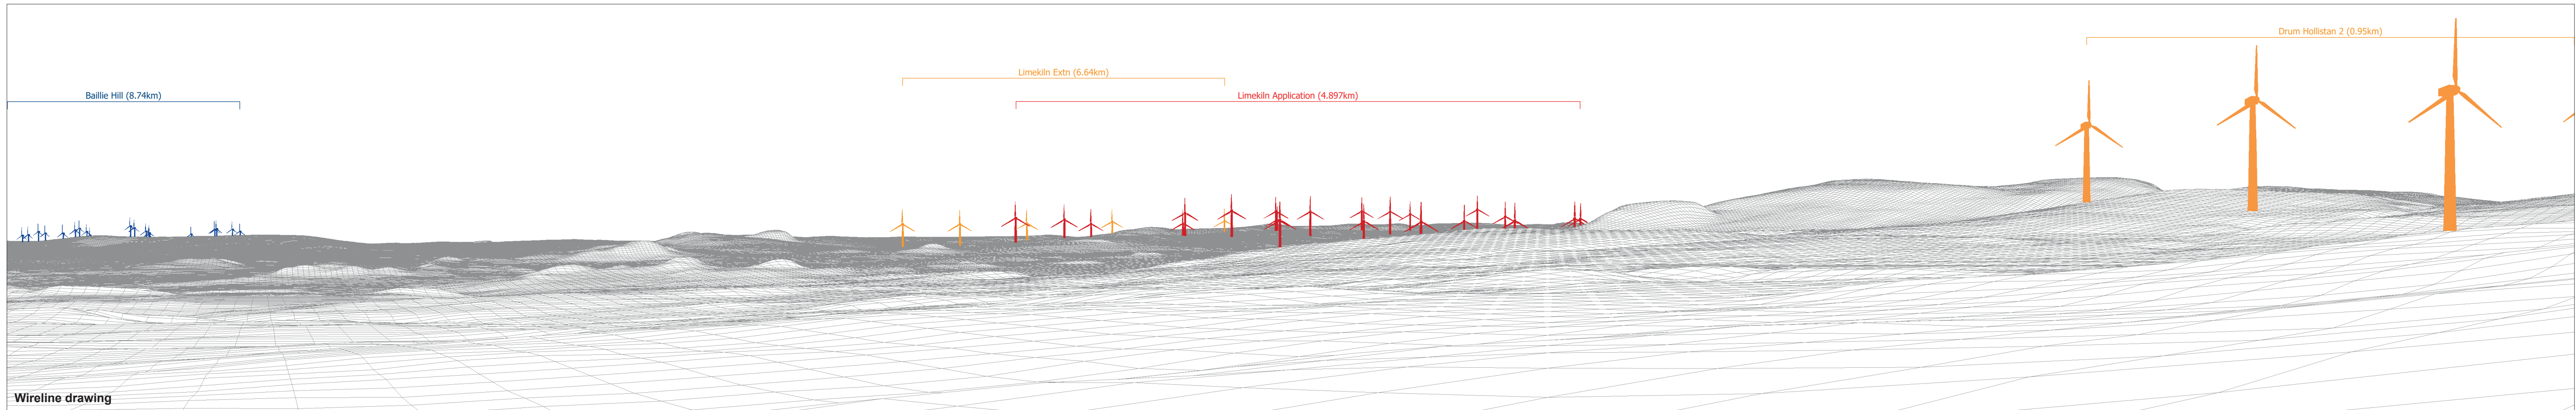 Drum Hollistan 2 (0.95km)
Limekiln Extn (6.64km)
Baillie Hill (8.74km)
Limekiln Application (4.897km)
Wireline drawing